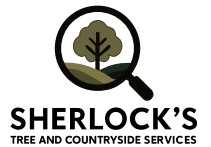 SHERLOCK'S
TREE AND COUNTRYSIDE SERVICES